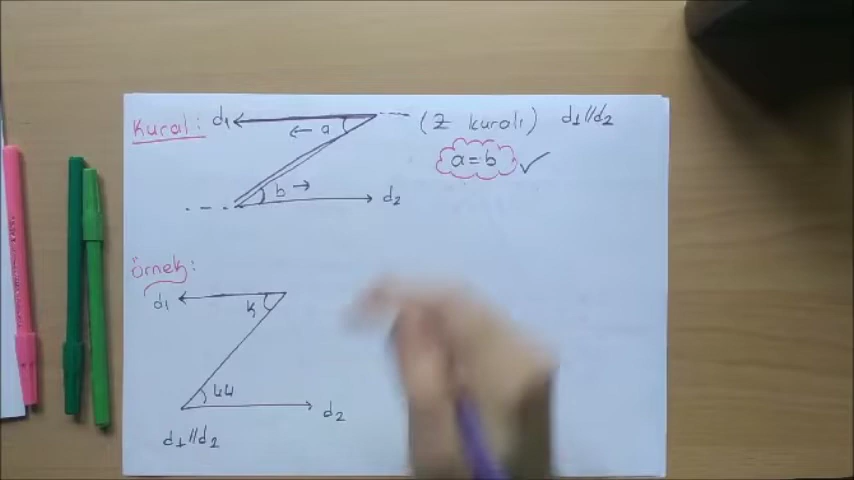 Kural: d1 ← a (Z kuralı) d1//d2
a=b ✓
b → d2
Örnek:
d1 K
44
d2
d1//d2